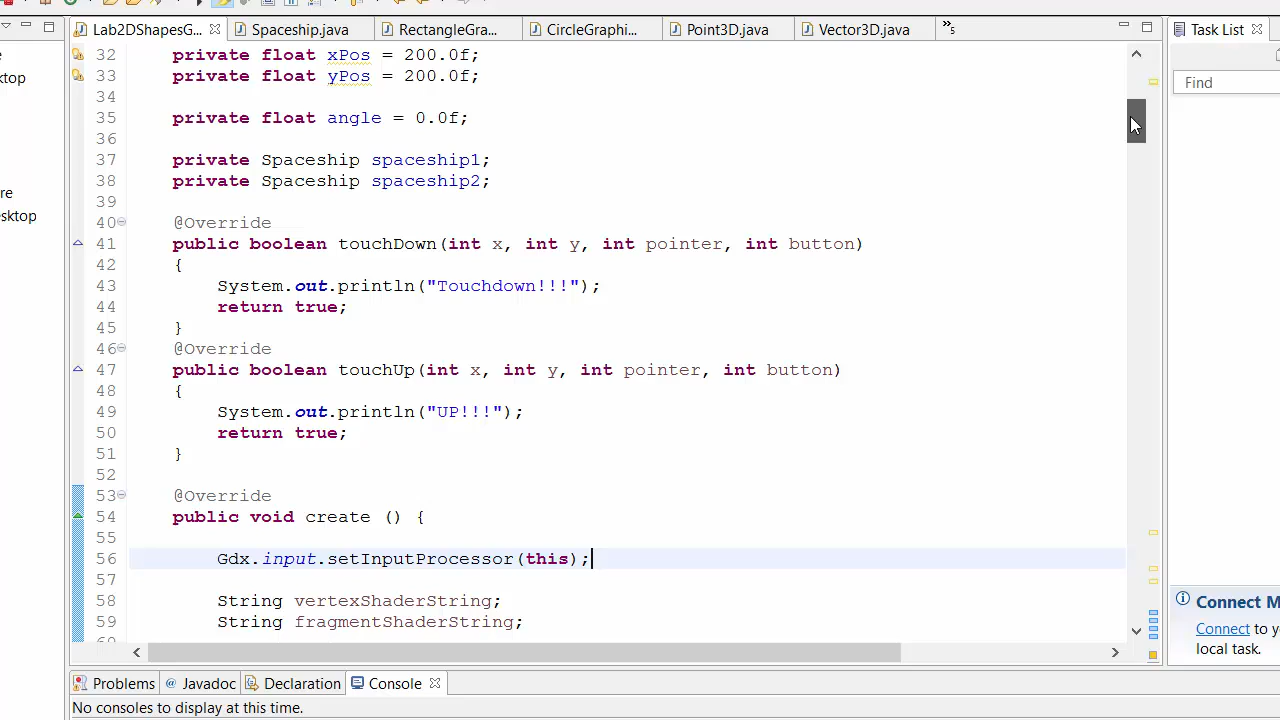 Lab2DShapesG...
Spaceship.java
RectangleGra...
CircleGraphi...
Point3D.java
Vector3D.java
»5
Task List
Find
32 private float xPos = 200.0f;
33 private float yPos = 200.0f;
34
35 private float angle = 0.0f;
36
37 private Spaceship spaceship1;
38 private Spaceship spaceship2;
39
40 @Override
41 public boolean touchDown(int x, int y, int pointer, int button)
42 {
43 System.out.println("Touchdown!!!");
44 return true;
45 }
46 @Override
47 public boolean touchUp(int x, int y, int pointer, int button)
48 {
49 System.out.println("UP!!!");
50 return true;
51 }
52
53 @Override
54 public void create () {
55
56 Gdx.input.setInputProcessor(this);
57
58 String vertexShaderString;
59 String fragmentShaderString;
ktop
re
sktop
Connect M
Connect to y
local task.
Problems
@ Javadoc
Declaration
Console
No consoles to display at this time.